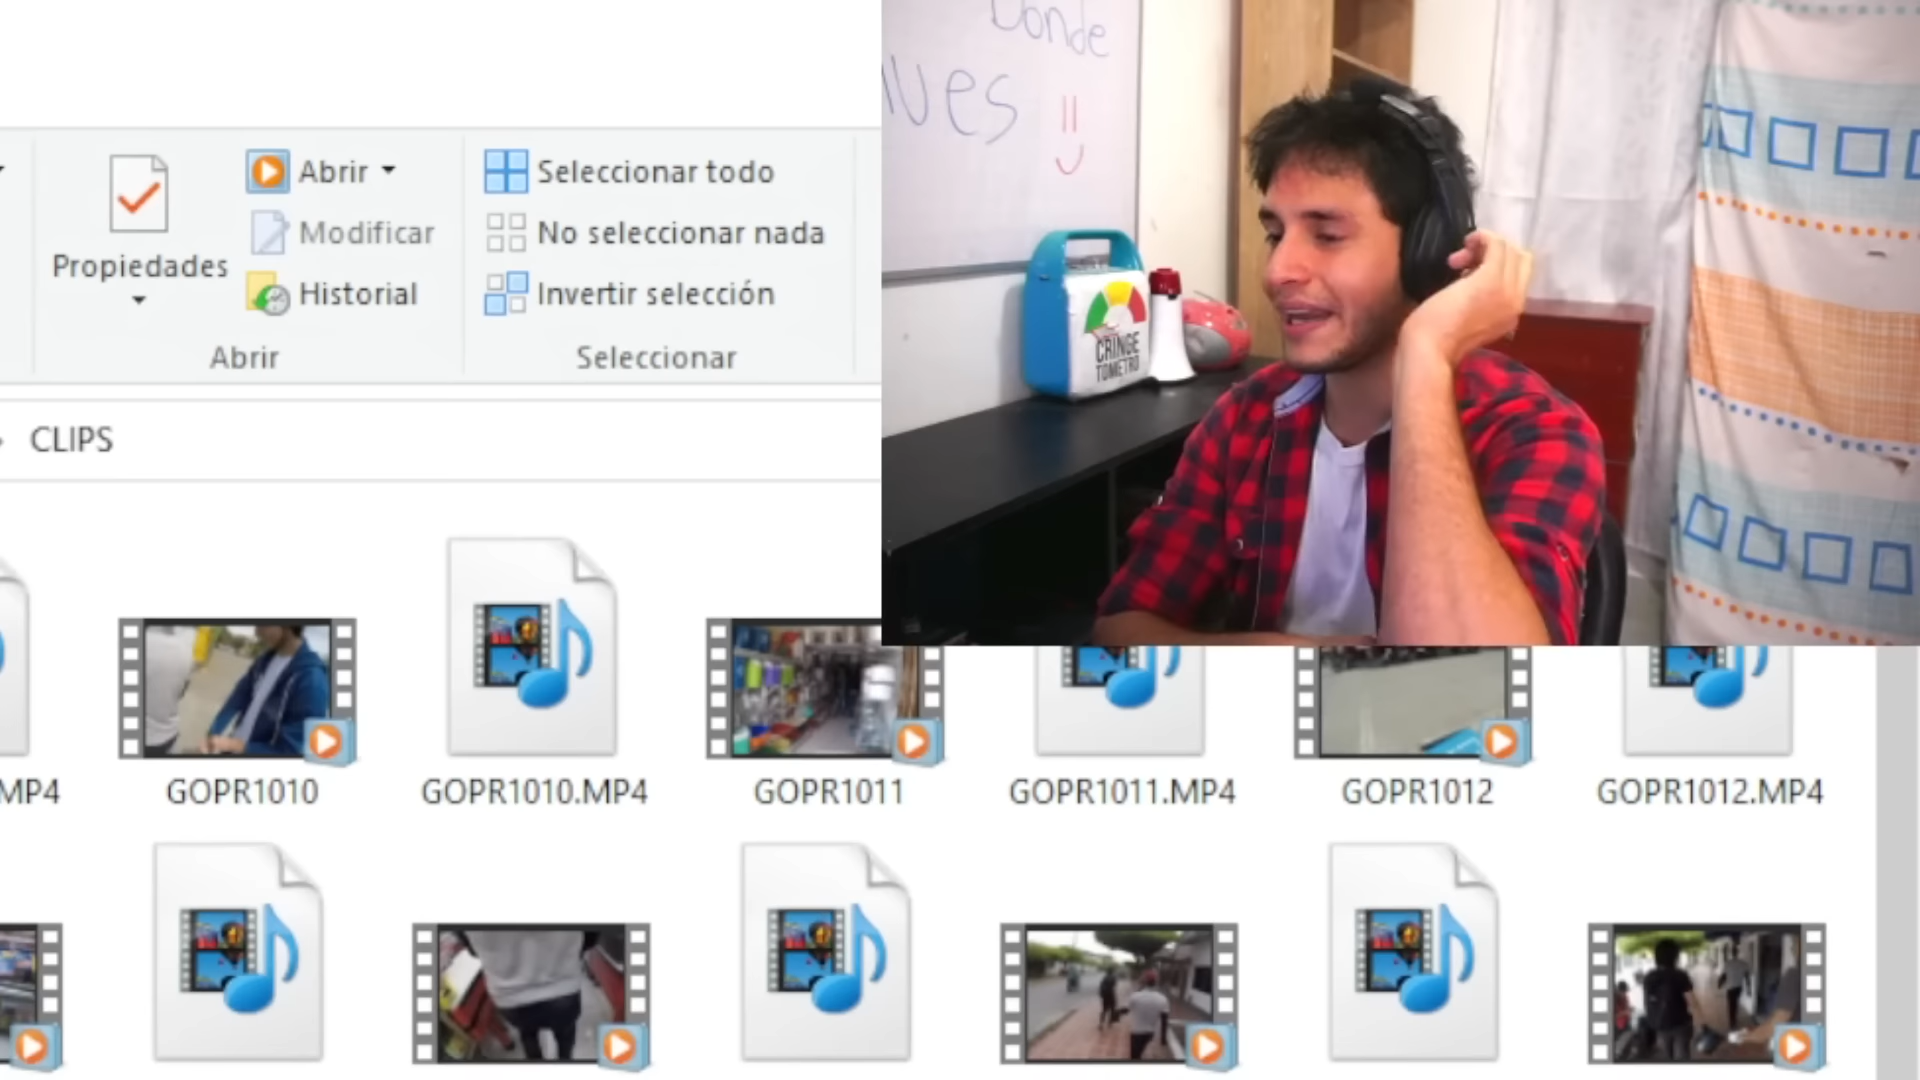 Propiedades
Abrir
Modificar
Historial
Abrir
Seleccionar todo
No seleccionar nada
Invertir selección
Seleccionar
CLIPS
Donde
CRINGE
TOMETRO
MP4
GOPR1010
GOPR1010.MP4
GOPR1011
GOPR1011.MP4
GOPR1012
GOPR1012.MP4